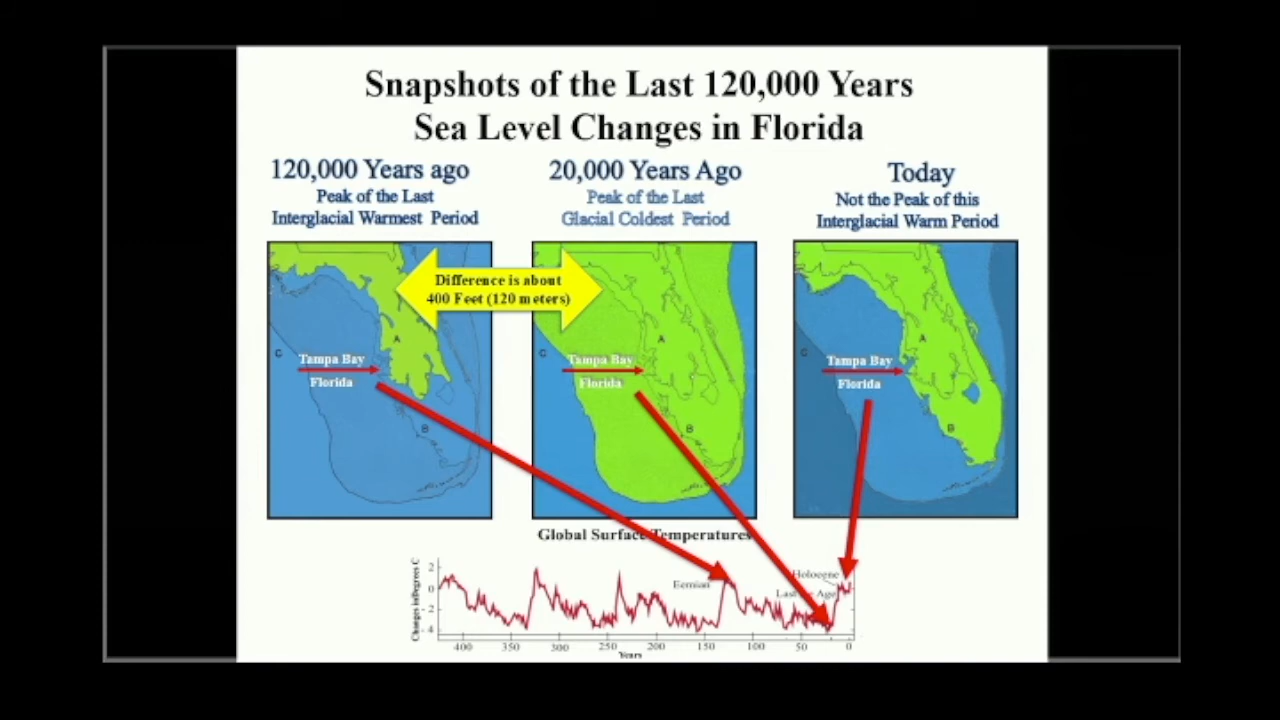 Snapshots of the Last 120,000 Years
Sea Level Changes in Florida
120,000 Years ago
Peak of the Last
Interglacial Warmest Period
20,000 Years Ago
Peak of the Last
Glacial Coldest Period
Today
Not the Peak of this
Interglacial Warm Period
Difference is about
400 Feet (120 meters)
A
C
Tampa Bay
Florida
B
A
C
Tampa Bay
Florida
B
A
C
Tampa Bay
Florida
B
Global Surface Temperatures
Changes in Degrees C
2
0
- 2
- 4
Eemian
Holocene
Last Ice Age
400 350 300 250 200 150 100 50 0
Years